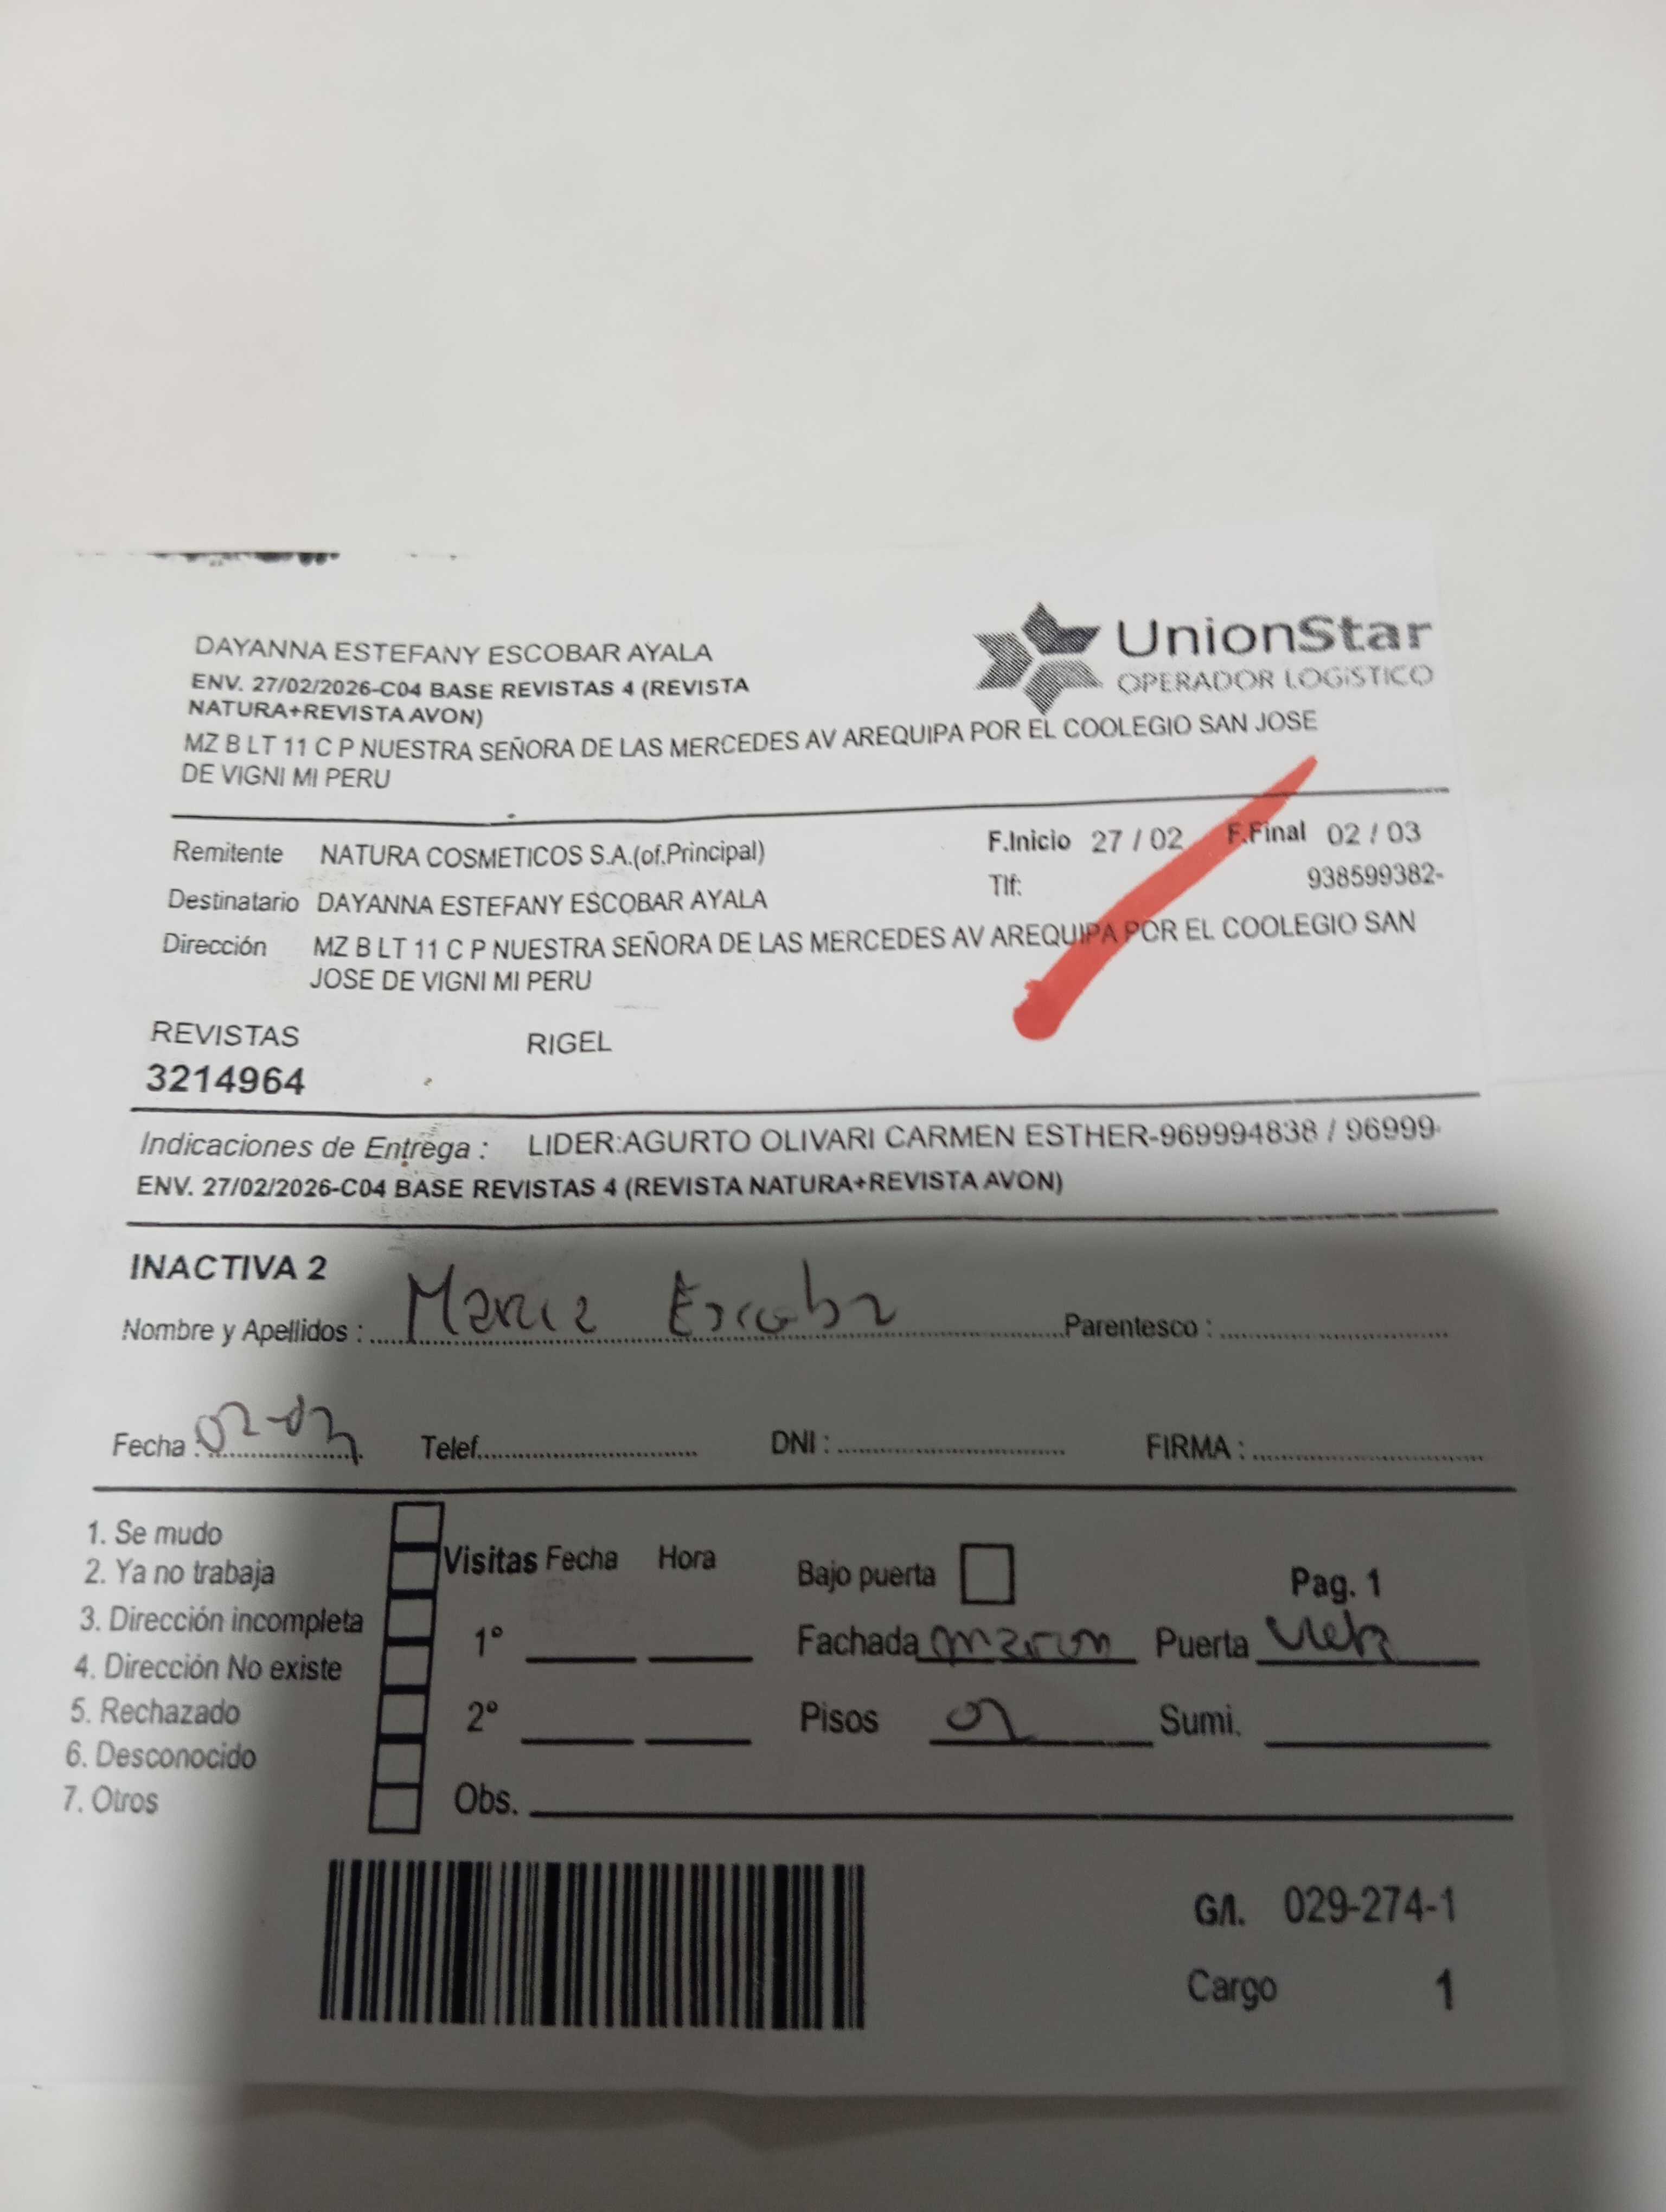 DAYANNA ESTEFANY ESCOBAR AYALA
ENV. 27/02/2026-C04 BASE REVISTAS 4 (REVISTA
NATURA+REVISTA AVON)
UnionStar
OPERADOR LOGÍSTICO
MZ B LT 11 C P NUESTRA SEÑORA DE LAS MERCEDES AV AREQUIPA POR EL COOLEGIO SAN JOSE
DE VIGNI MI PERU
Remitente NATURA COSMETICOS S.A.(of.Principal) F.Inicio 27 / 02 F.Final 02 / 03
Tlf: 938599382-
Destinatario DAYANNA ESTEFANY ESCOBAR AYALA
Dirección MZ B LT 11 C P NUESTRA SEÑORA DE LAS MERCEDES AV AREQUIPA POR EL COOLEGIO SAN
JOSE DE VIGNI MI PERU
REVISTAS RIGEL
3214964
Indicaciones de Entrega : LIDER:AGURTO OLIVARI CARMEN ESTHER-969994838 / 96999-
ENV. 27/02/2026-C04 BASE REVISTAS 4 (REVISTA NATURA+REVISTA AVON)
INACTIVA 2
Nombre y Apellidos : Maria Escoba Parentesco :
Fecha : 02-03 Telef. DNI : FIRMA :
1. Se mudo
2. Ya no trabaja
3. Dirección incompleta
4. Dirección No existe
5. Rechazado
6. Desconocido
7. Otros
Visitas Fecha Hora
1°
2°
Obs.
Bajo puerta Pag. 1
Fachada marron Puerta
Pisos 02 Sumi.
G/I. 029-274-1
Cargo 1